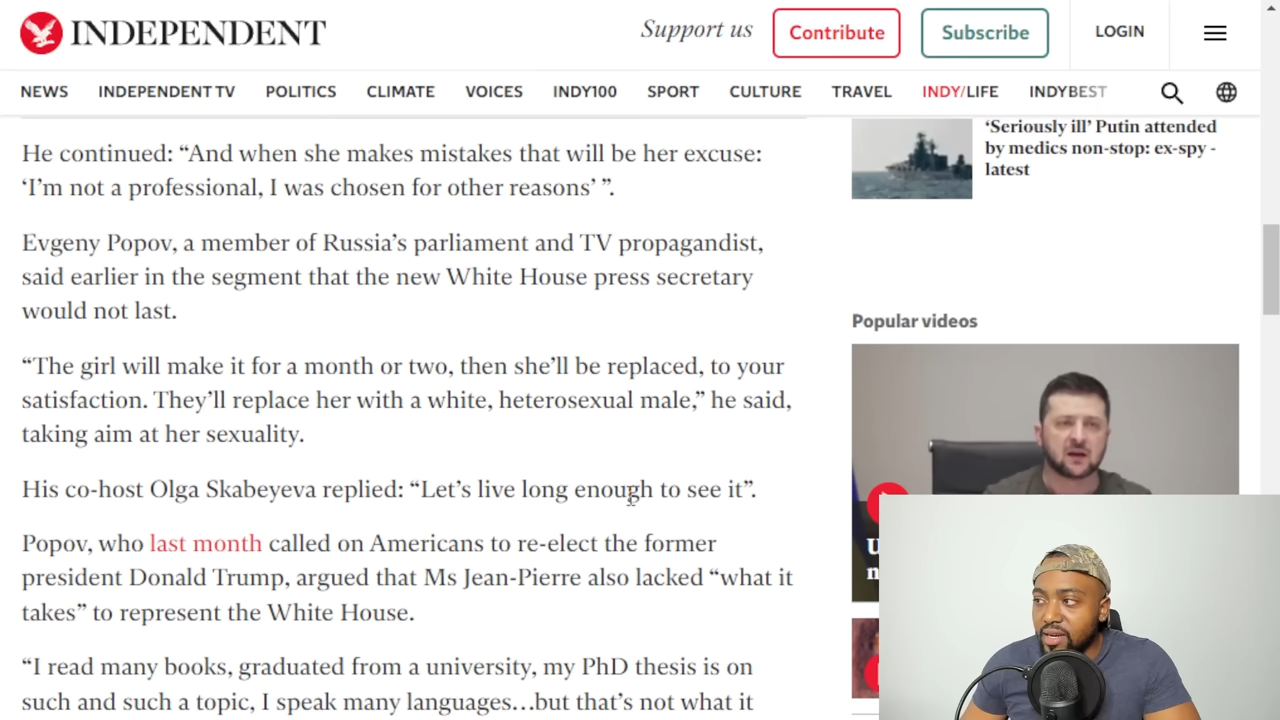 INDEPENDENT
Support us
Contribute
Subscribe
LOGIN
NEWS INDEPENDENT TV POLITICS CLIMATE VOICES INDY100 SPORT CULTURE TRAVEL INDY/LIFE INDYBEST
He continued: “And when she makes mistakes that will be her excuse:
‘I’m not a professional, I was chosen for other reasons’ ”.
Evgeny Popov, a member of Russia’s parliament and TV propagandist,
said earlier in the segment that the new White House press secretary
would not last.
“The girl will make it for a month or two, then she’ll be replaced, to your
satisfaction. They’ll replace her with a white, heterosexual male,” he said,
taking aim at her sexuality.
His co-host Olga Skabeyeva replied: “Let’s live long enough to see it”.
Popov, who last month called on Americans to re-elect the former
president Donald Trump, argued that Ms Jean-Pierre also lacked “what it
takes” to represent the White House.
“I read many books, graduated from a university, my PhD thesis is on
such and such a topic, I speak many languages…but that’s not what it
‘Seriously ill’ Putin attended
by medics non-stop: ex-spy -
latest
Popular videos